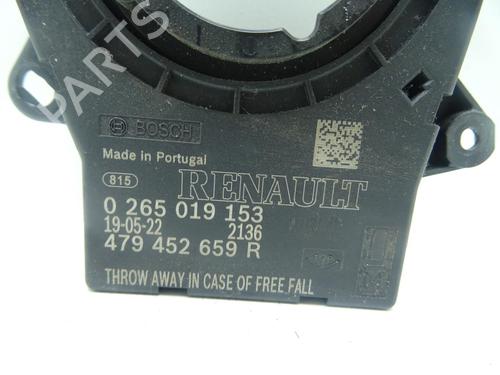 PARTS
BOSCH
Made in Portugal
815
RENAULT
0 265 019 153
19-05-22 2136
479 452 659 R
THROW AWAY IN CASE OF FREE FALL